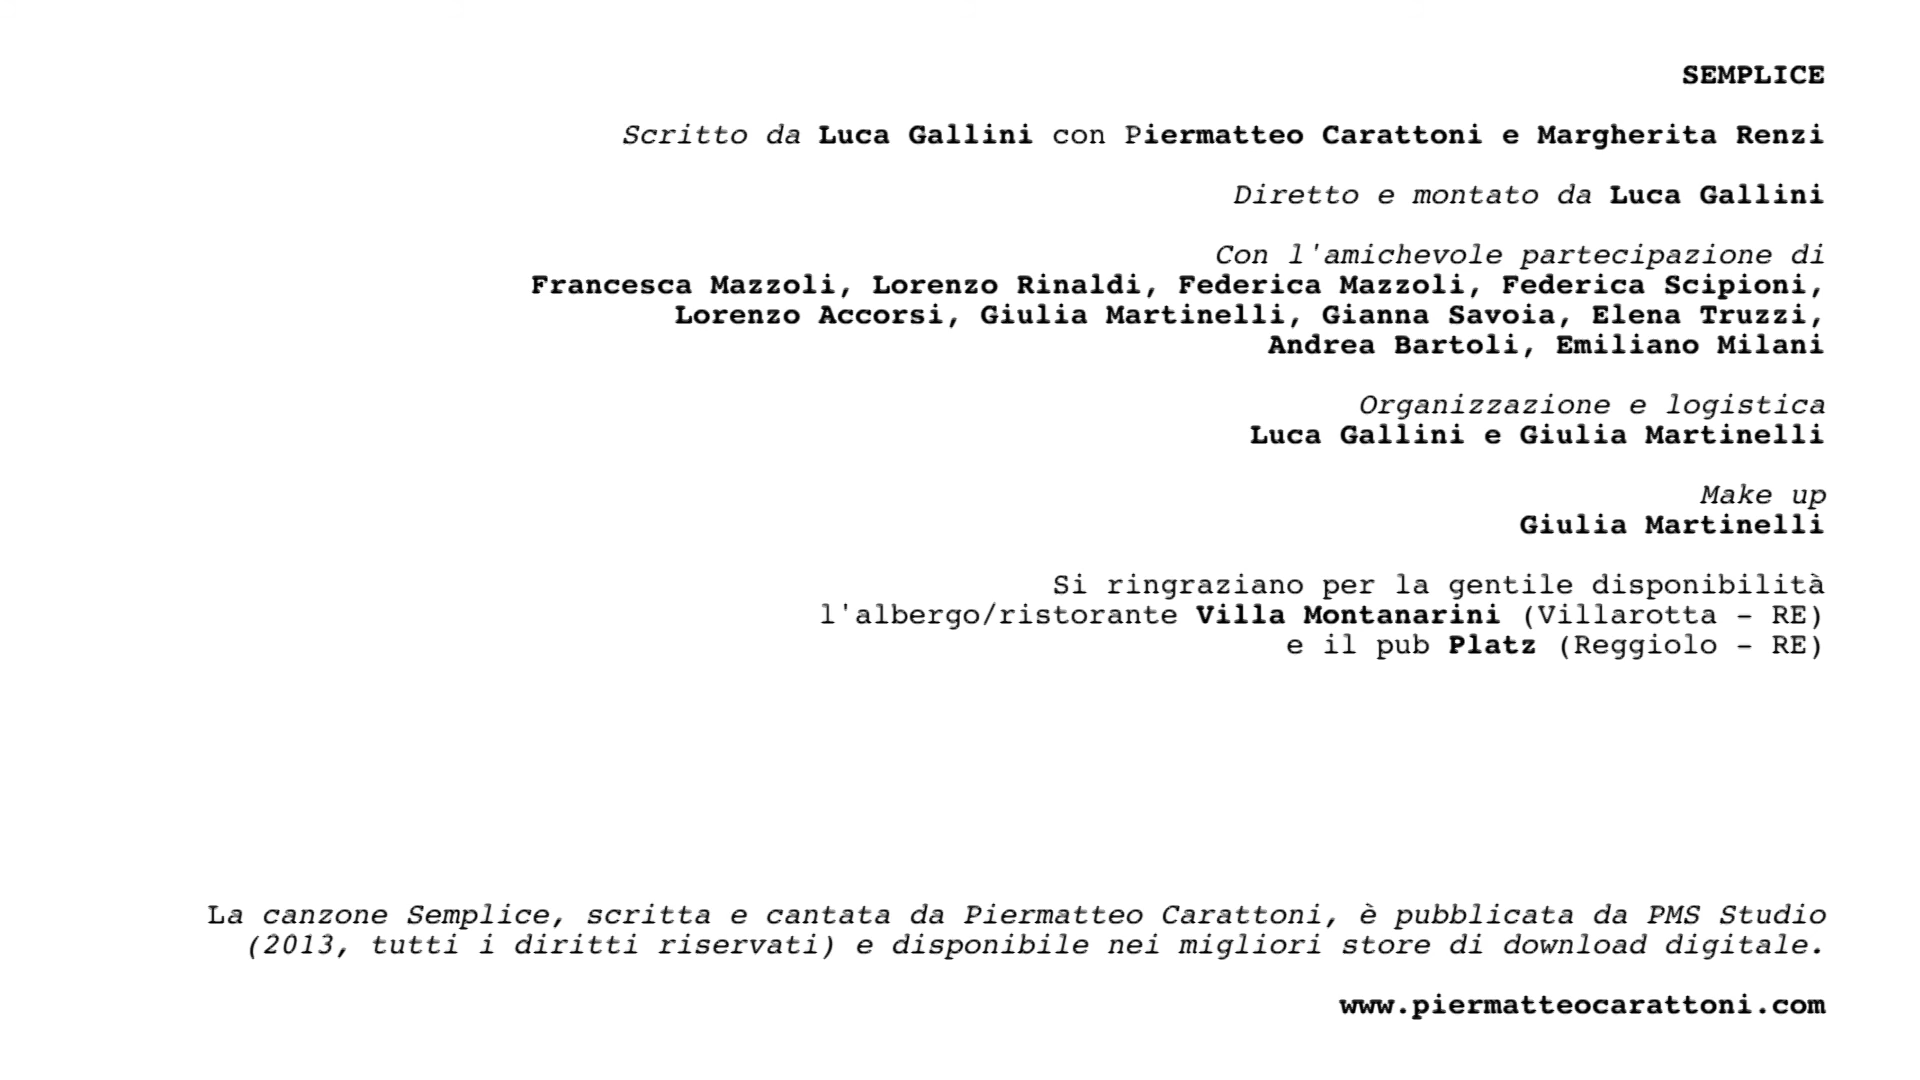 SEMPLICE
Scritto da Luca Gallini con Piermatteo Carattoni e Margherita Renzi
Diretto e montato da Luca Gallini
Con l'amichevole partecipazione di
Francesca Mazzoli, Lorenzo Rinaldi, Federica Mazzoli, Federica Scipioni,
Lorenzo Accorsi, Giulia Martinelli, Gianna Savoia, Elena Truzzi,
Andrea Bartoli, Emiliano Milani
Organizzazione e logistica
Luca Gallini e Giulia Martinelli
Make up
Giulia Martinelli
Si ringraziano per la gentile disponibilità
l'albergo/ristorante Villa Montanarini (Villarotta - RE)
e il pub Platz (Reggiolo - RE)
La canzone Semplice, scritta e cantata da Piermatteo Carattoni, è pubblicata da PMS Studio
(2013, tutti i diritti riservati) e disponibile nei migliori store di download digitale.
www.piermatteocarattoni.com